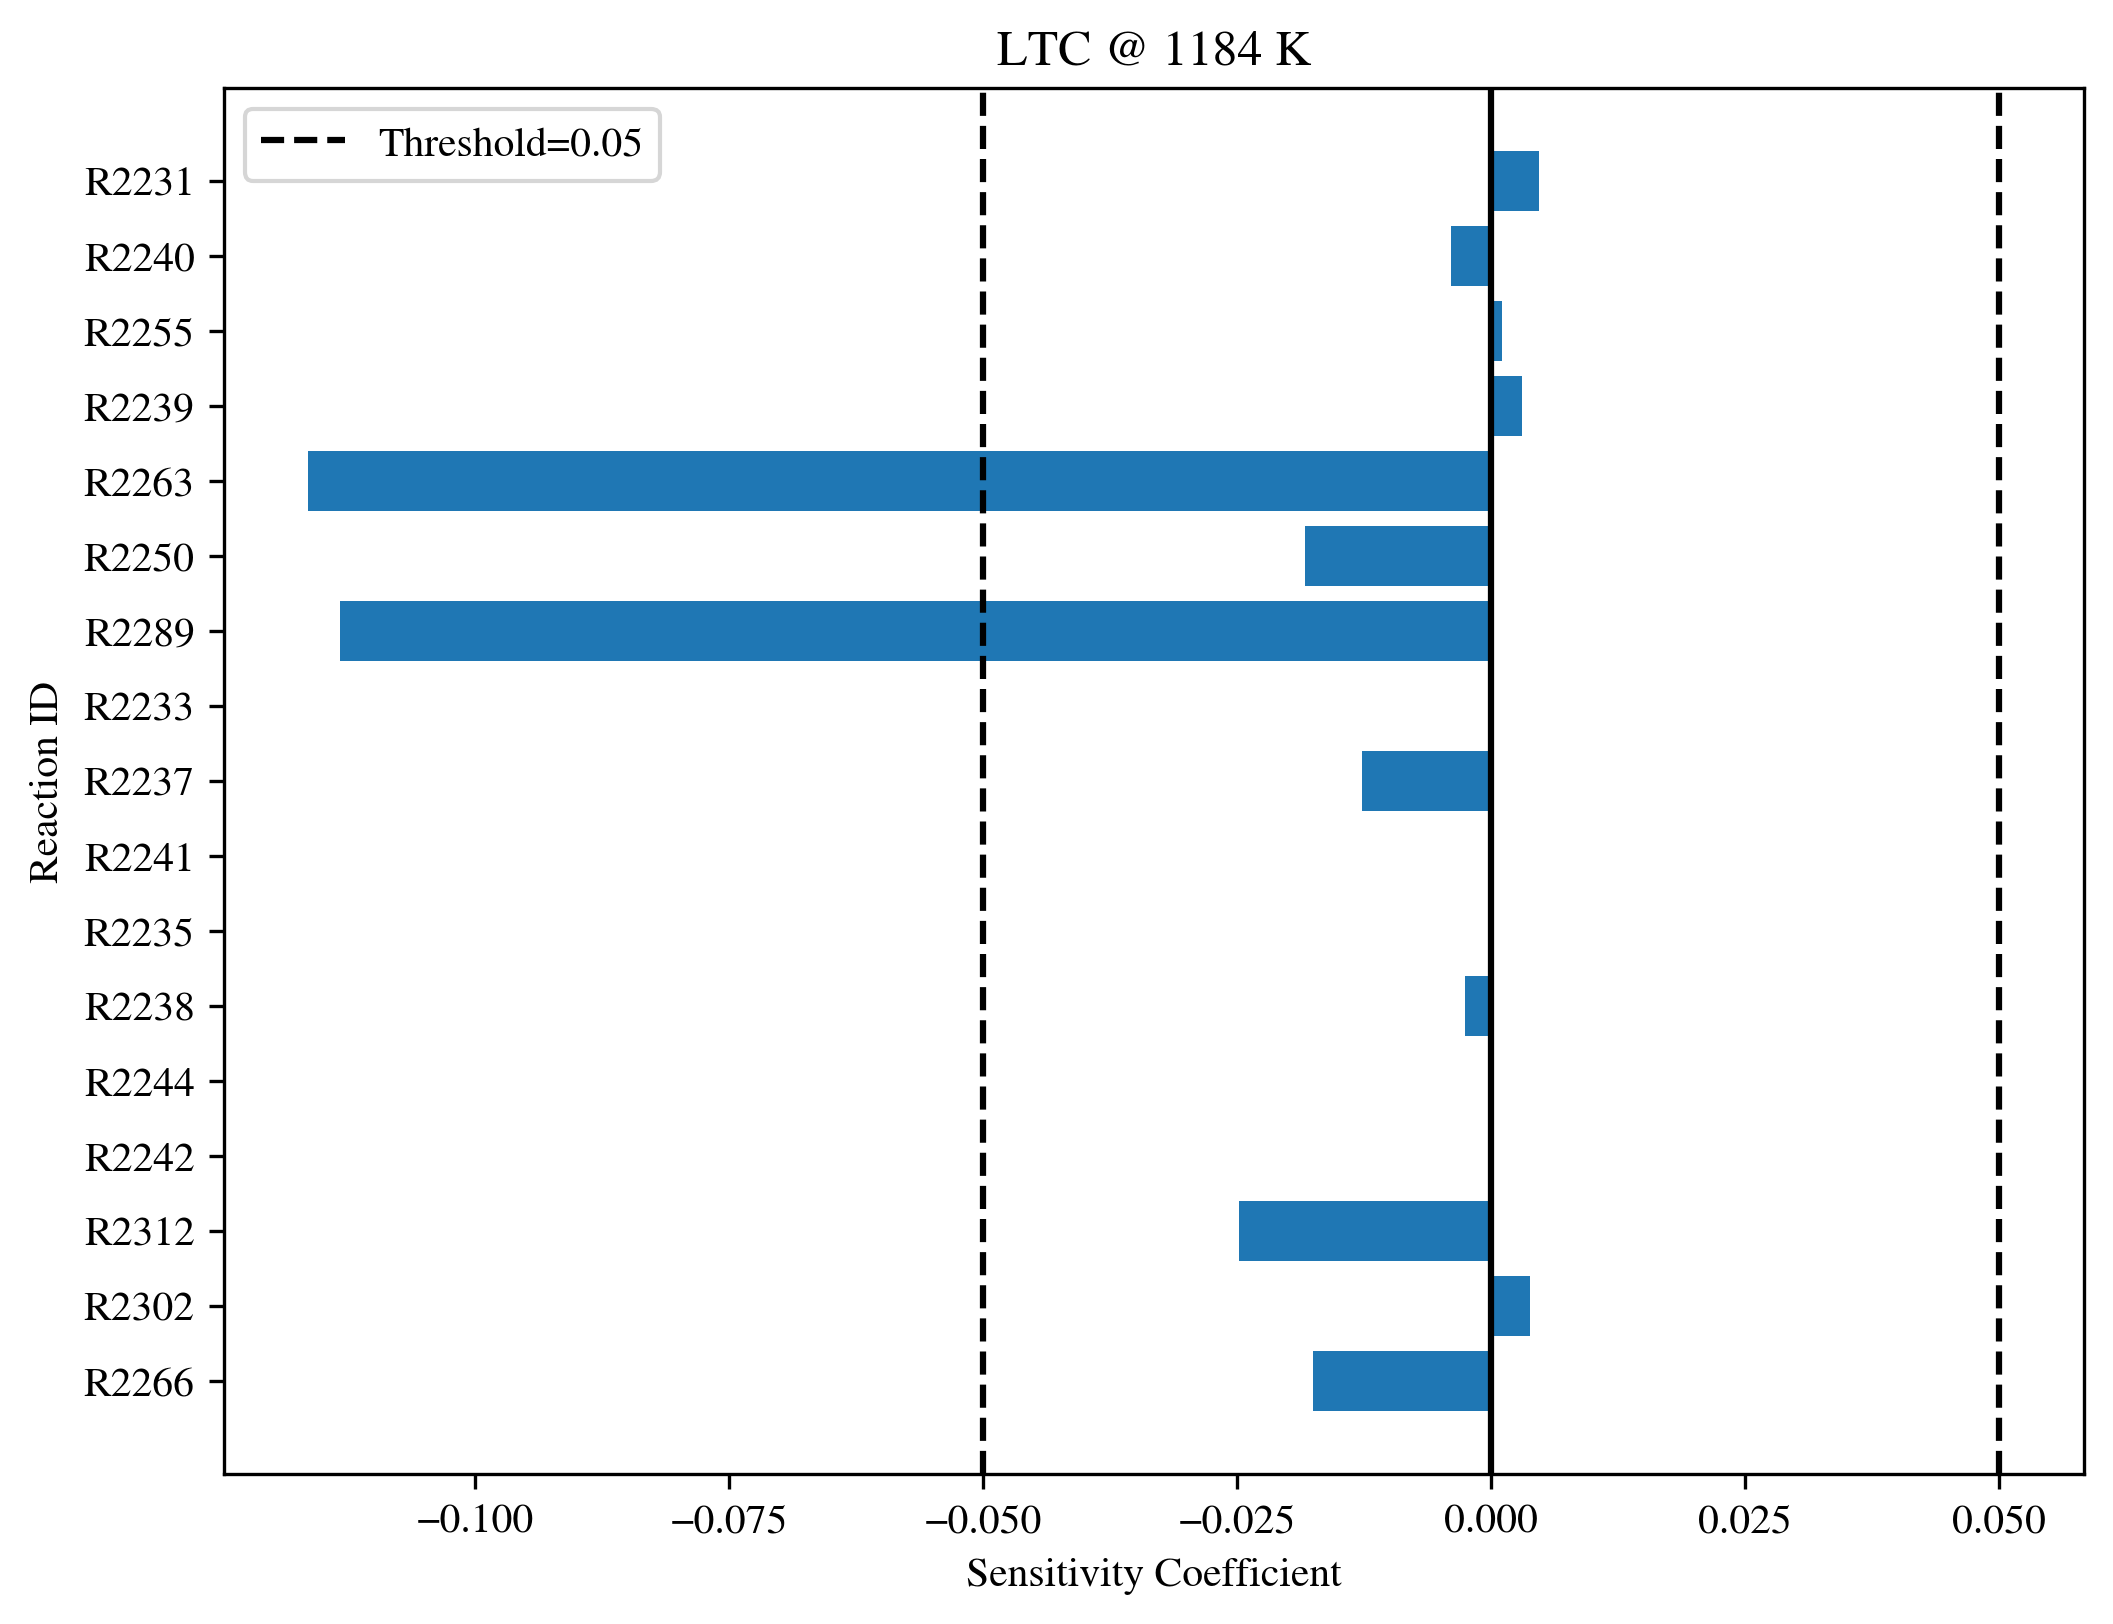 LTC @ 1184 K
Threshold=0.05
R2231
R2240
R2255
R2239
R2263
R2250
R2289
R2233
R2237
R2241
R2235
R2238
R2244
R2242
R2312
R2302
R2266
Reaction ID
−0.100 −0.075 −0.050 −0.025 0.000 0.025 0.050
Sensitivity Coefficient